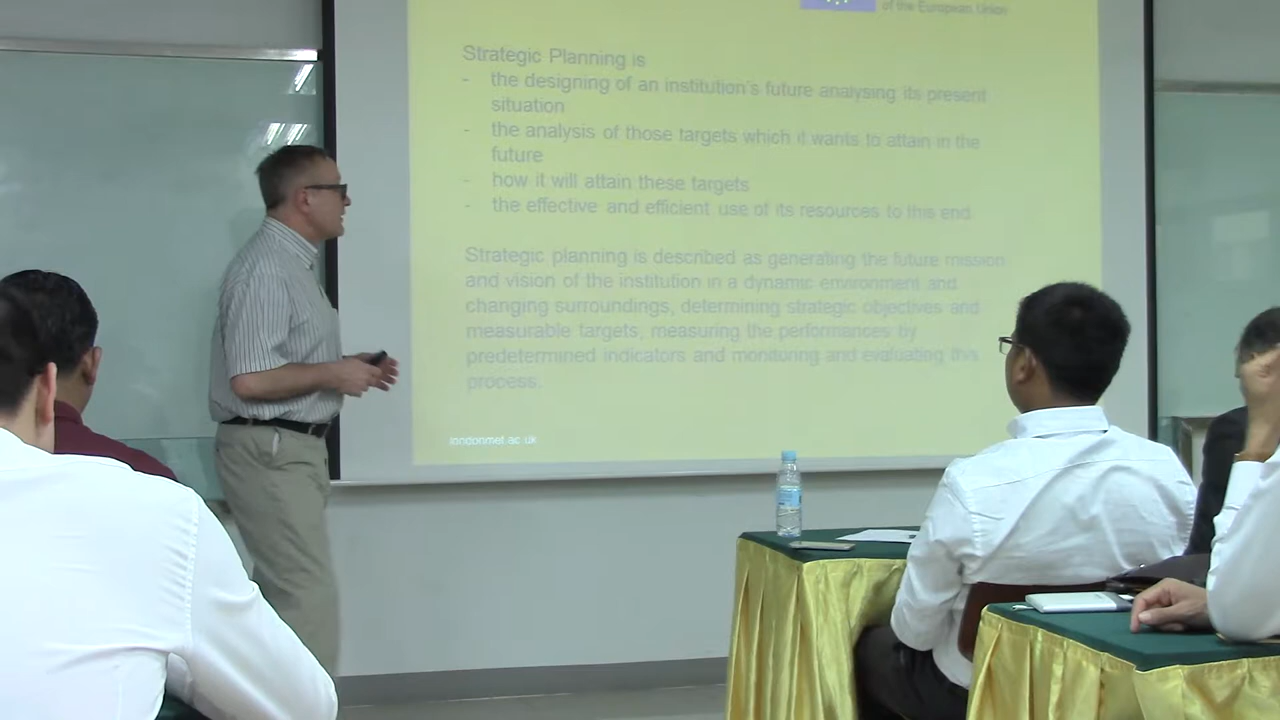 of the European Union
Strategic Planning is
- the designing of an institution's future analysing its present
situation
- the analysis of those targets which it wants to attain in the
future
- how it will attain these targets
- the effective and efficient use of its resources to this end
Strategic planning is described as generating the future mission
and vision of the institution in a dynamic environment and
changing surroundings, determining strategic objectives and
measurable targets, measuring the performances by
predetermined indicators and monitoring and evaluating this
process.
londonmet.ac.uk